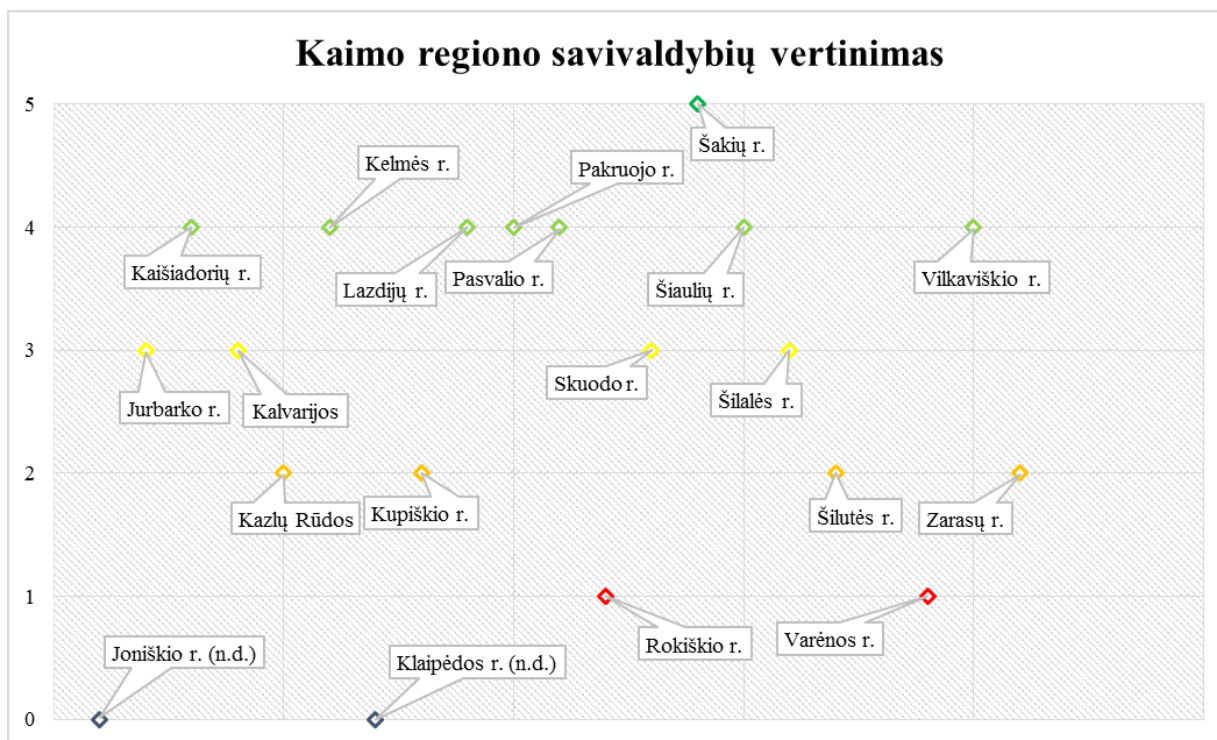 Kaimo regiono savivaldybių vertinimas
5
Šakių r.
Kelmės r.
Pakruojo r.
4
Kaišiadorių r.
Lazdijų r.
Pasvalio r.
Šiaulių r.
Vilkaviškio r.
3
Jurbarko r.
Kalvarijos
Skuodo r.
Šilalės r.
2
Kazlų Rūdos
Kupiškio r.
Šilutės r.
Zarasų r.
1
Rokiškio r.
Varėnos r.
Joniškio r. (n.d.)
Klaipėdos r. (n.d.)
0